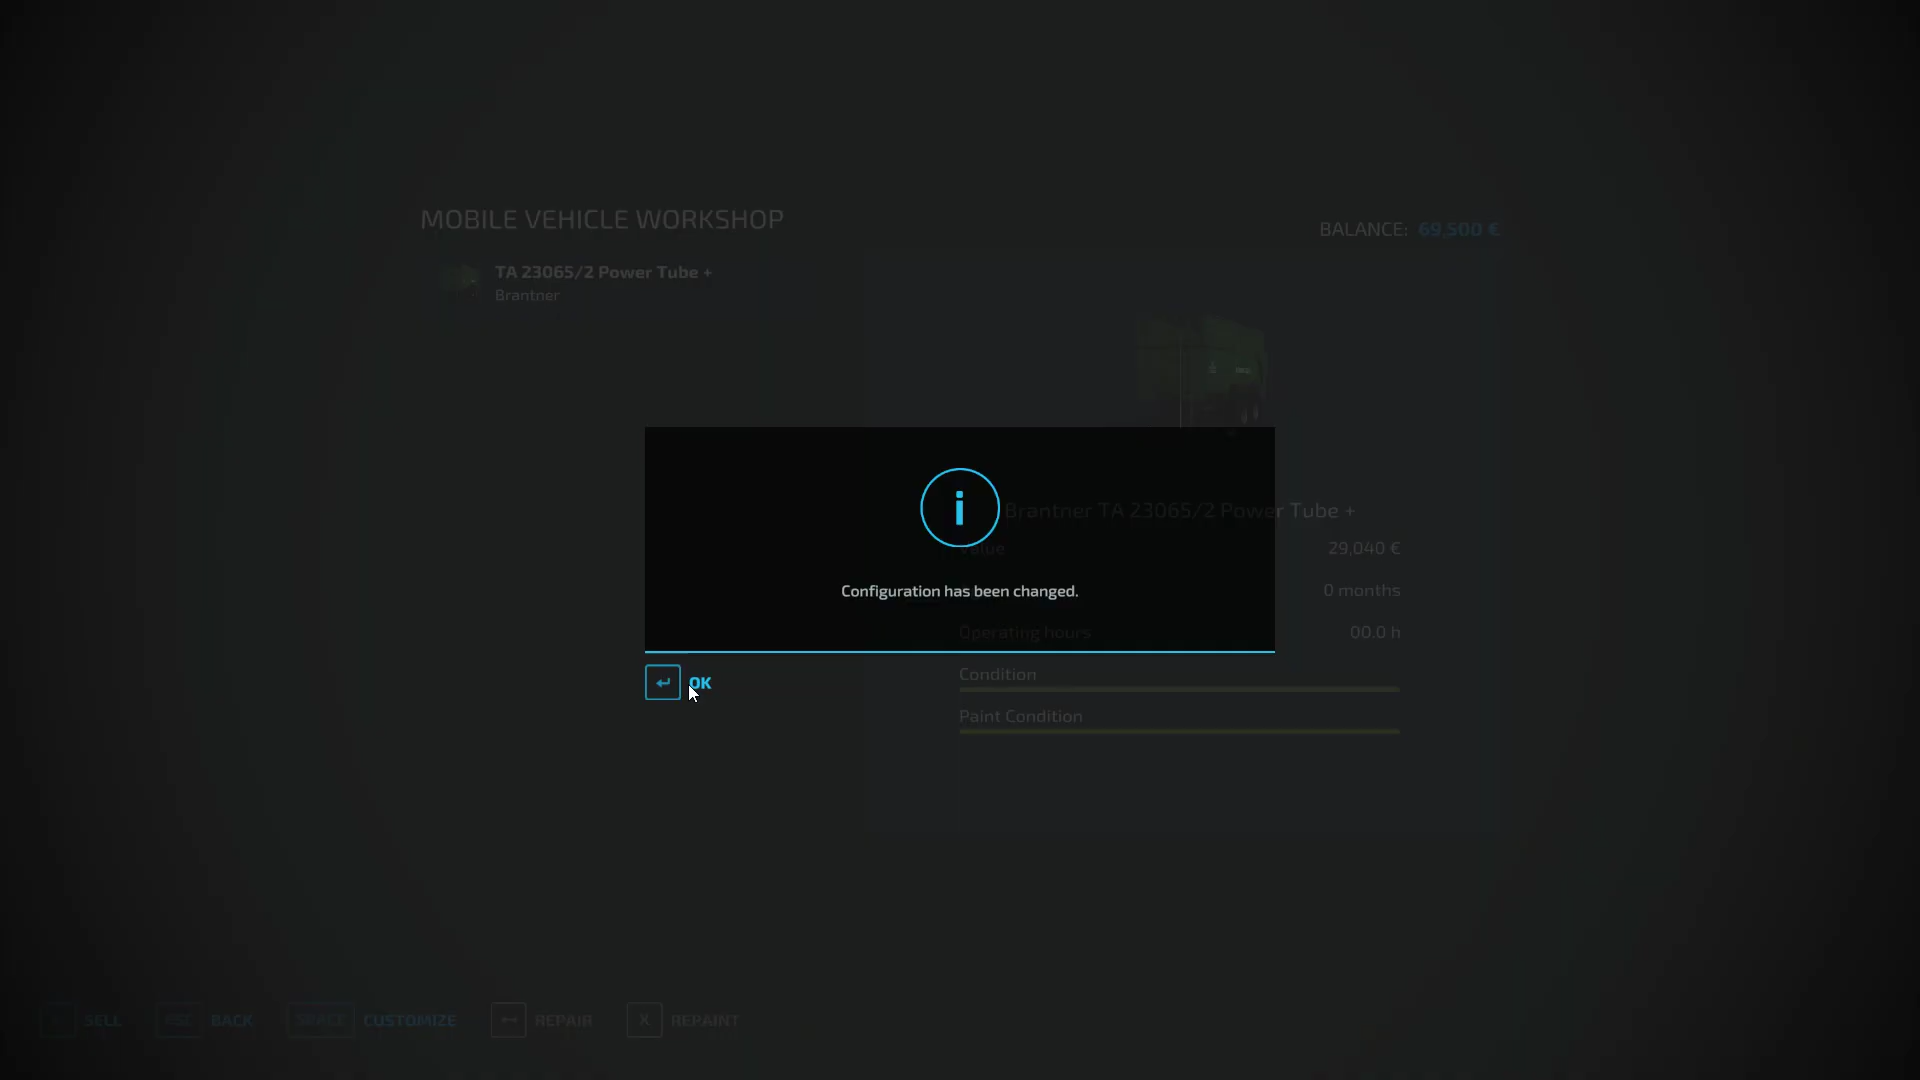 MOBILE VEHICLE WORKSHOP
BALANCE: 69,500 €
TA 23065/2 Power Tube +
Brantner
Brantner TA 23065/2 Power Tube +
Value 29,040 €
0 months
Operating hours 00.0 h
Condition
Paint Condition
Configuration has been changed.
OK
SELL
ESC BACK
SPACE CUSTOMIZE
REPAIR
X REPAINT